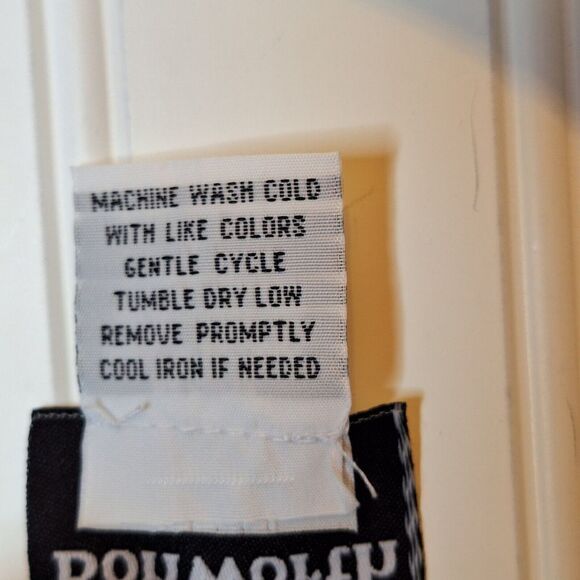 MACHINE WASH COLD
WITH LIKE COLORS
GENTLE CYCLE
TUMBLE DRY LOW
REMOVE PROMPTLY
COOL IRON IF NEEDED